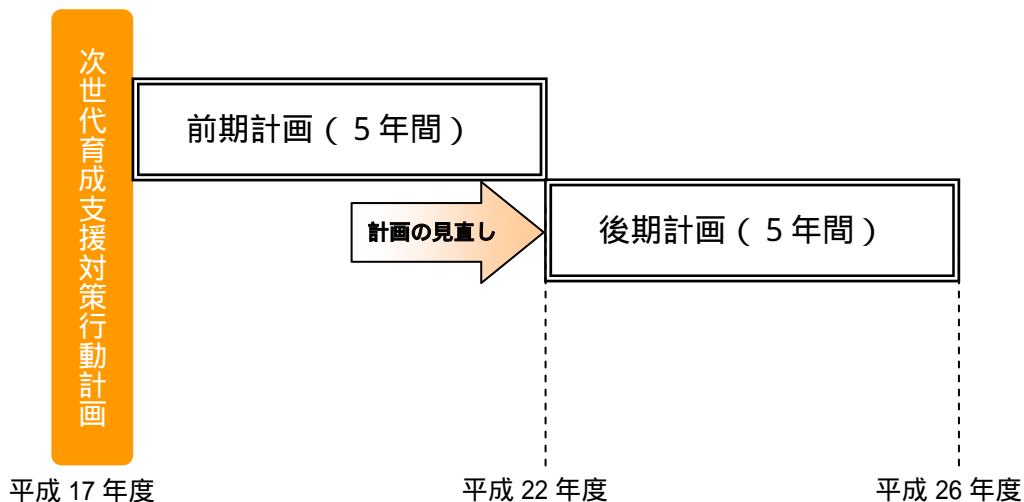 次世代育成支援対策行動計画
前期計画（５年間）
計画の見直し
後期計画（５年間）
平成 17 年度
平成 22 年度
平成 26 年度